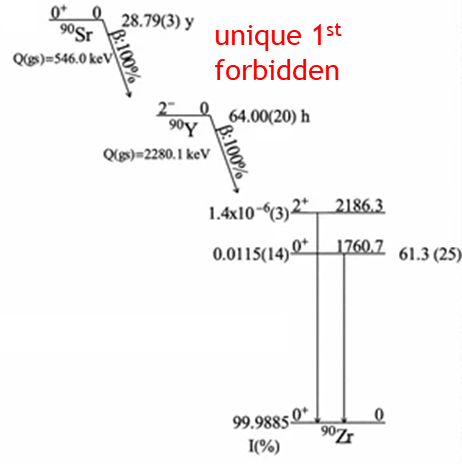 0⁺ 0 28.79(3) y
⁹⁰Sr
unique 1st
forbidden
Q(gs)=546.0 keV
β:100%
2⁻ 0 64.00(20) h
⁹⁰Y
Q(gs)=2280.1 keV
β:100%
1.4x10⁻⁶(3) 2⁺ 2186.3
0.0115(14) 0⁺ 1760.7 61.3 (25)
99.9885 0⁺ 0
⁹⁰Zr
I(%)